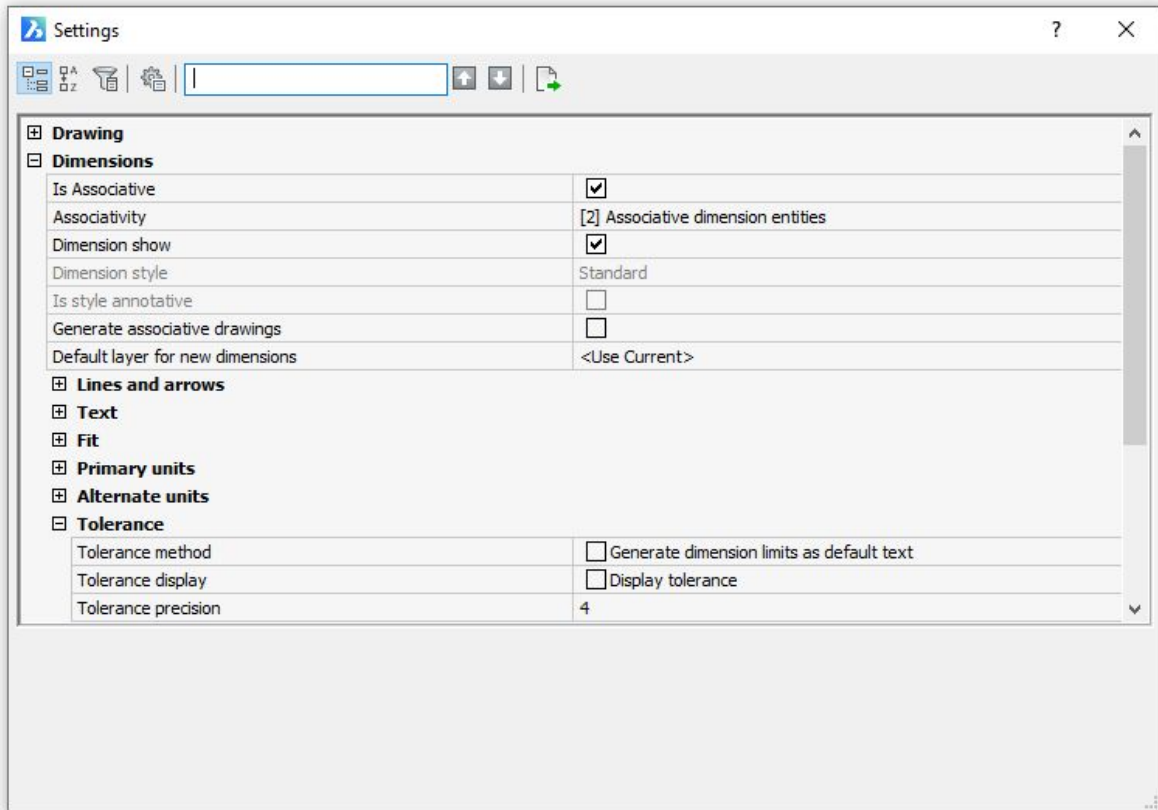 Settings
?
Drawing
Dimensions
Is Associative
Associativity [2] Associative dimension entities
Dimension show
Dimension style Standard
Is style annotative
Generate associative drawings
Default layer for new dimensions <Use Current>
Lines and arrows
Text
Fit
Primary units
Alternate units
Tolerance
Tolerance method Generate dimension limits as default text
Tolerance display Display tolerance
Tolerance precision 4